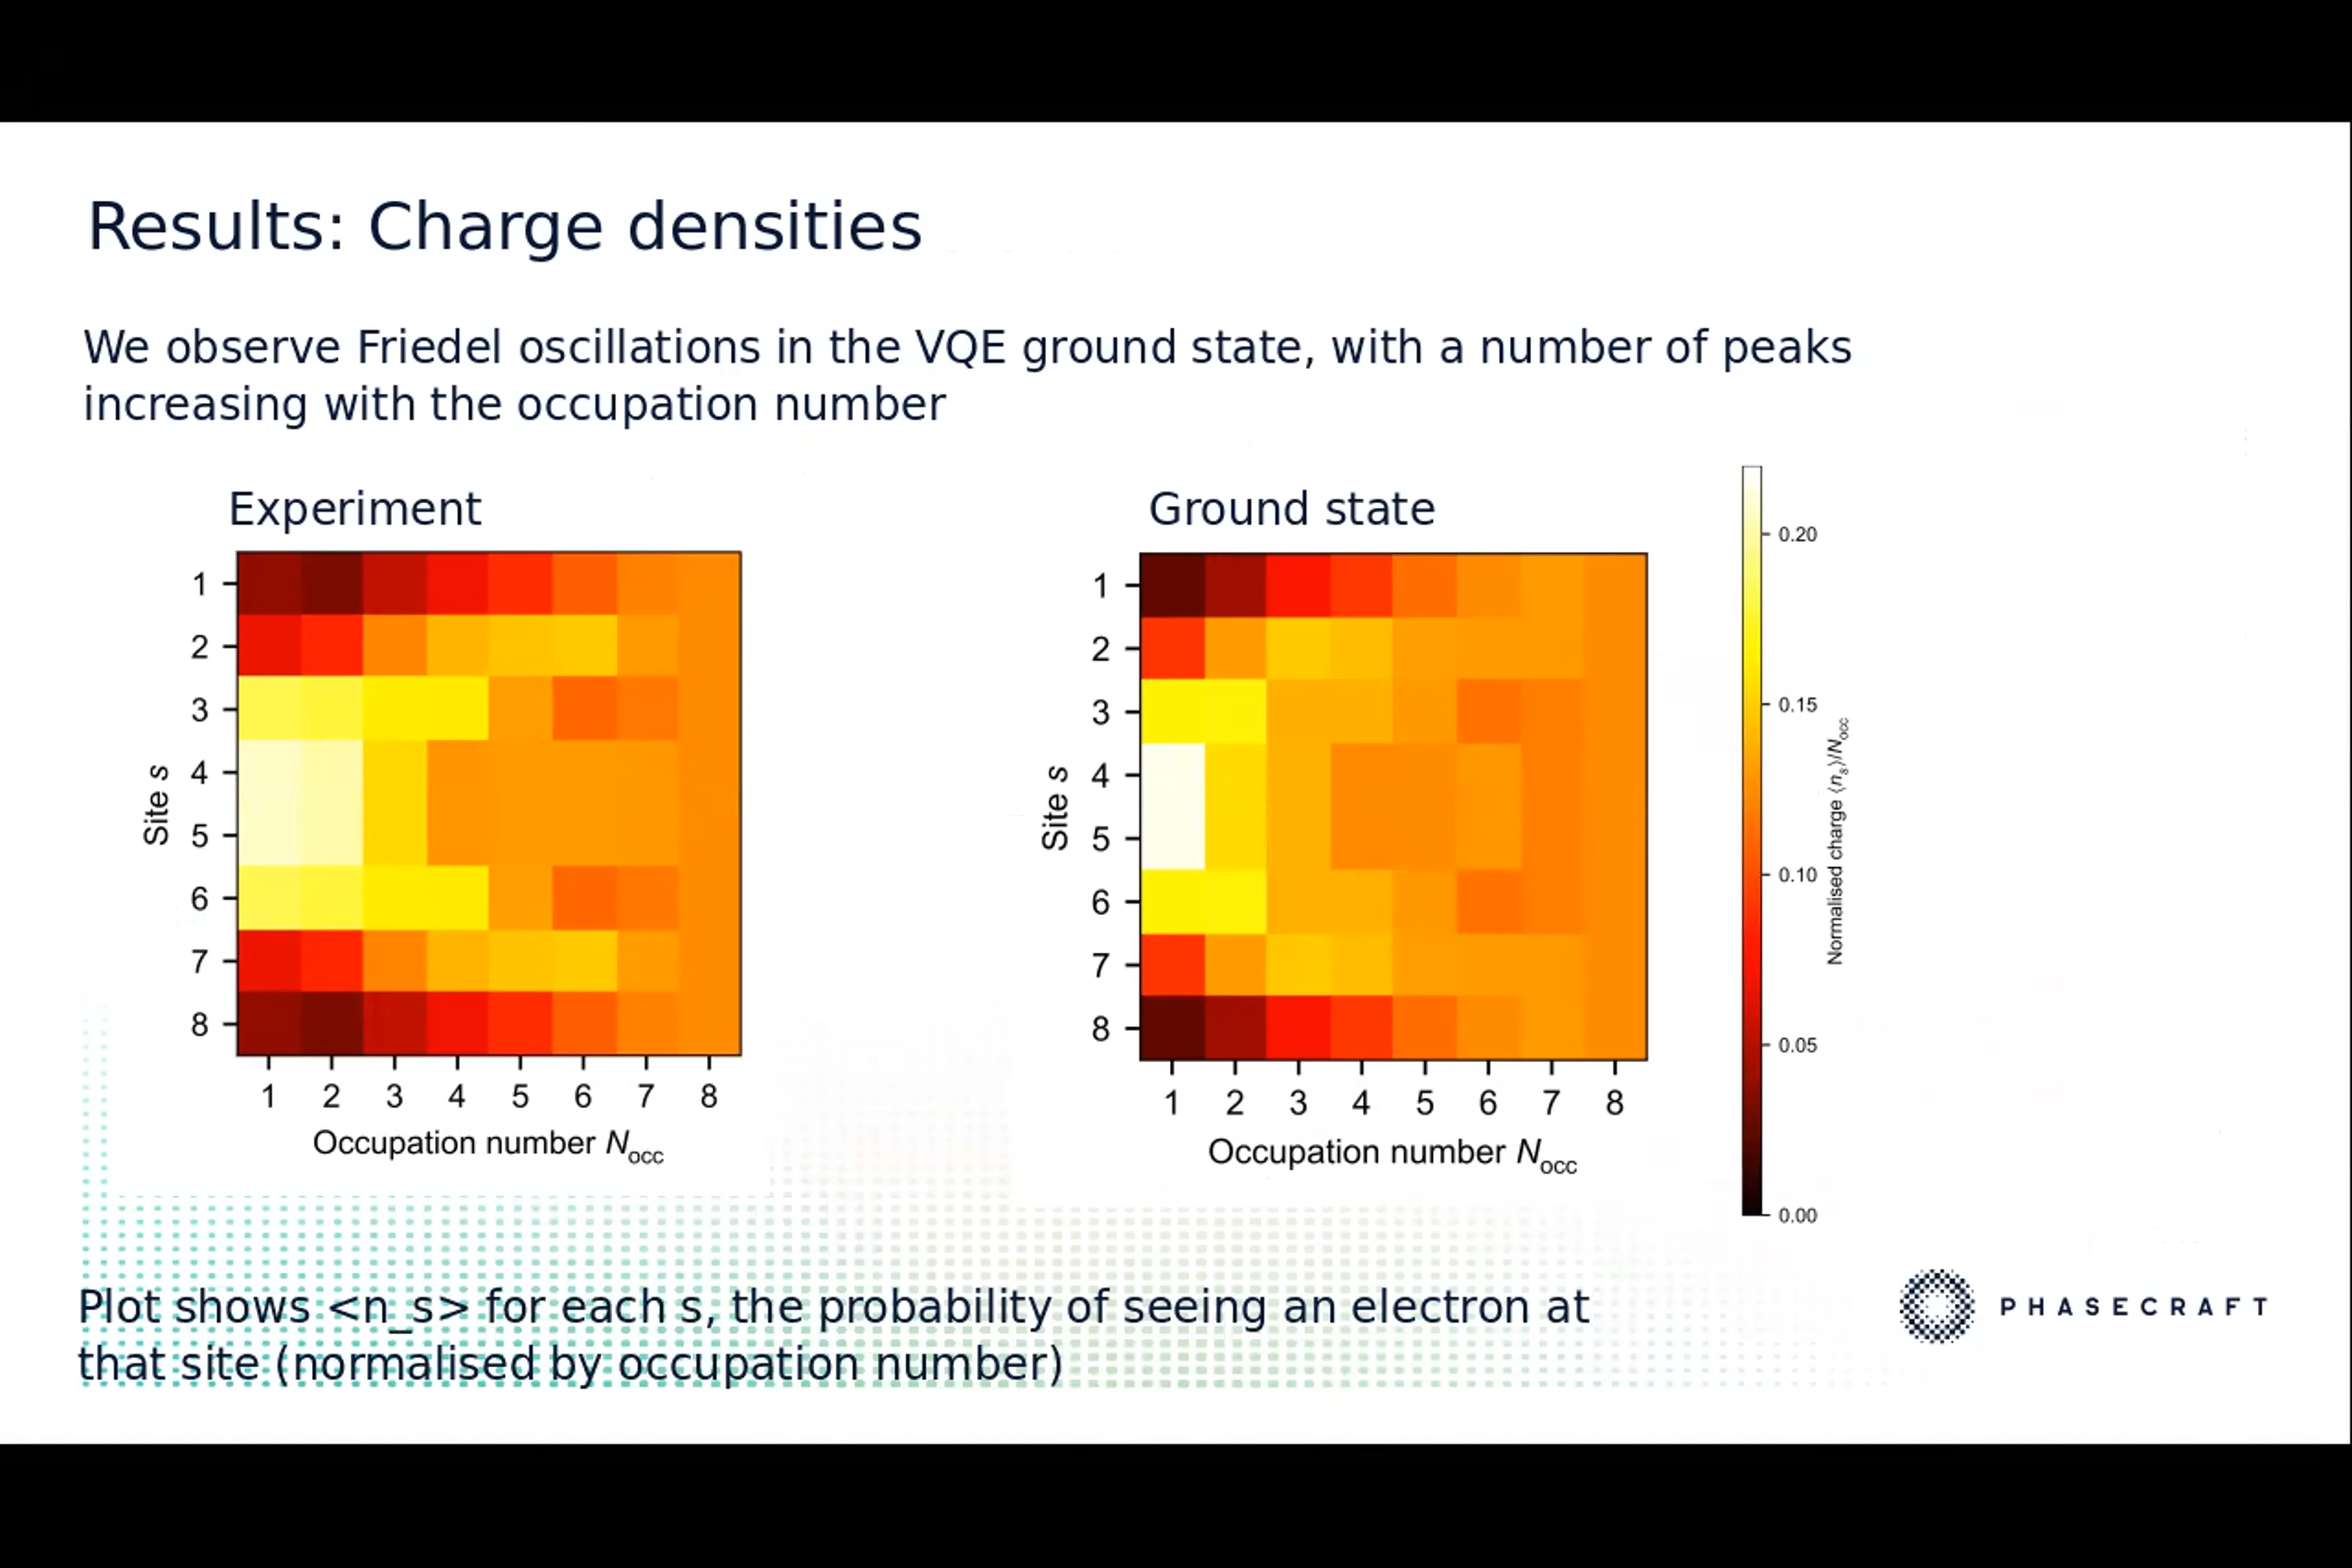 Results: Charge densities
We observe Friedel oscillations in the VQE ground state, with a number of peaks
increasing with the occupation number
Experiment
1
2
3
4
5
6
7
8
Site s
1 2 3 4 5 6 7 8
Occupation number Nocc
Ground state
1
2
3
4
5
6
7
8
Site s
1 2 3 4 5 6 7 8
Occupation number Nocc
0.20
0.15
0.10
0.05
0.00
Normalised charge ⟨ns⟩/Nocc
Plot shows <n_s> for each s, the probability of seeing an electron at
that site (normalised by occupation number)
PHASECRAFT